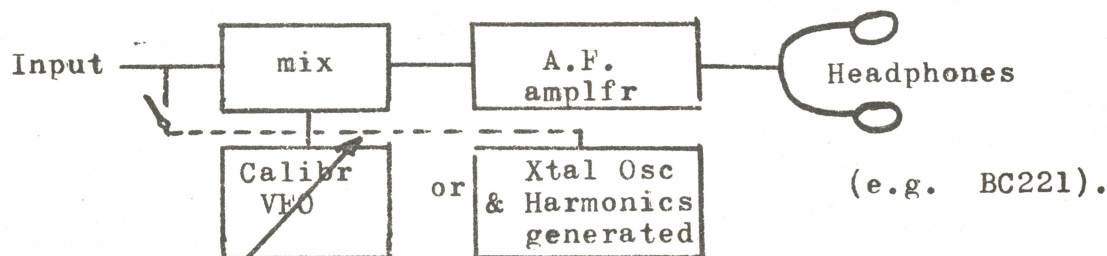 Input
mix
A.F.
amplfr
Headphones
Calibr
VFO
or
Xtal Osc
& Harmonics
generated
(e.g. BC221).